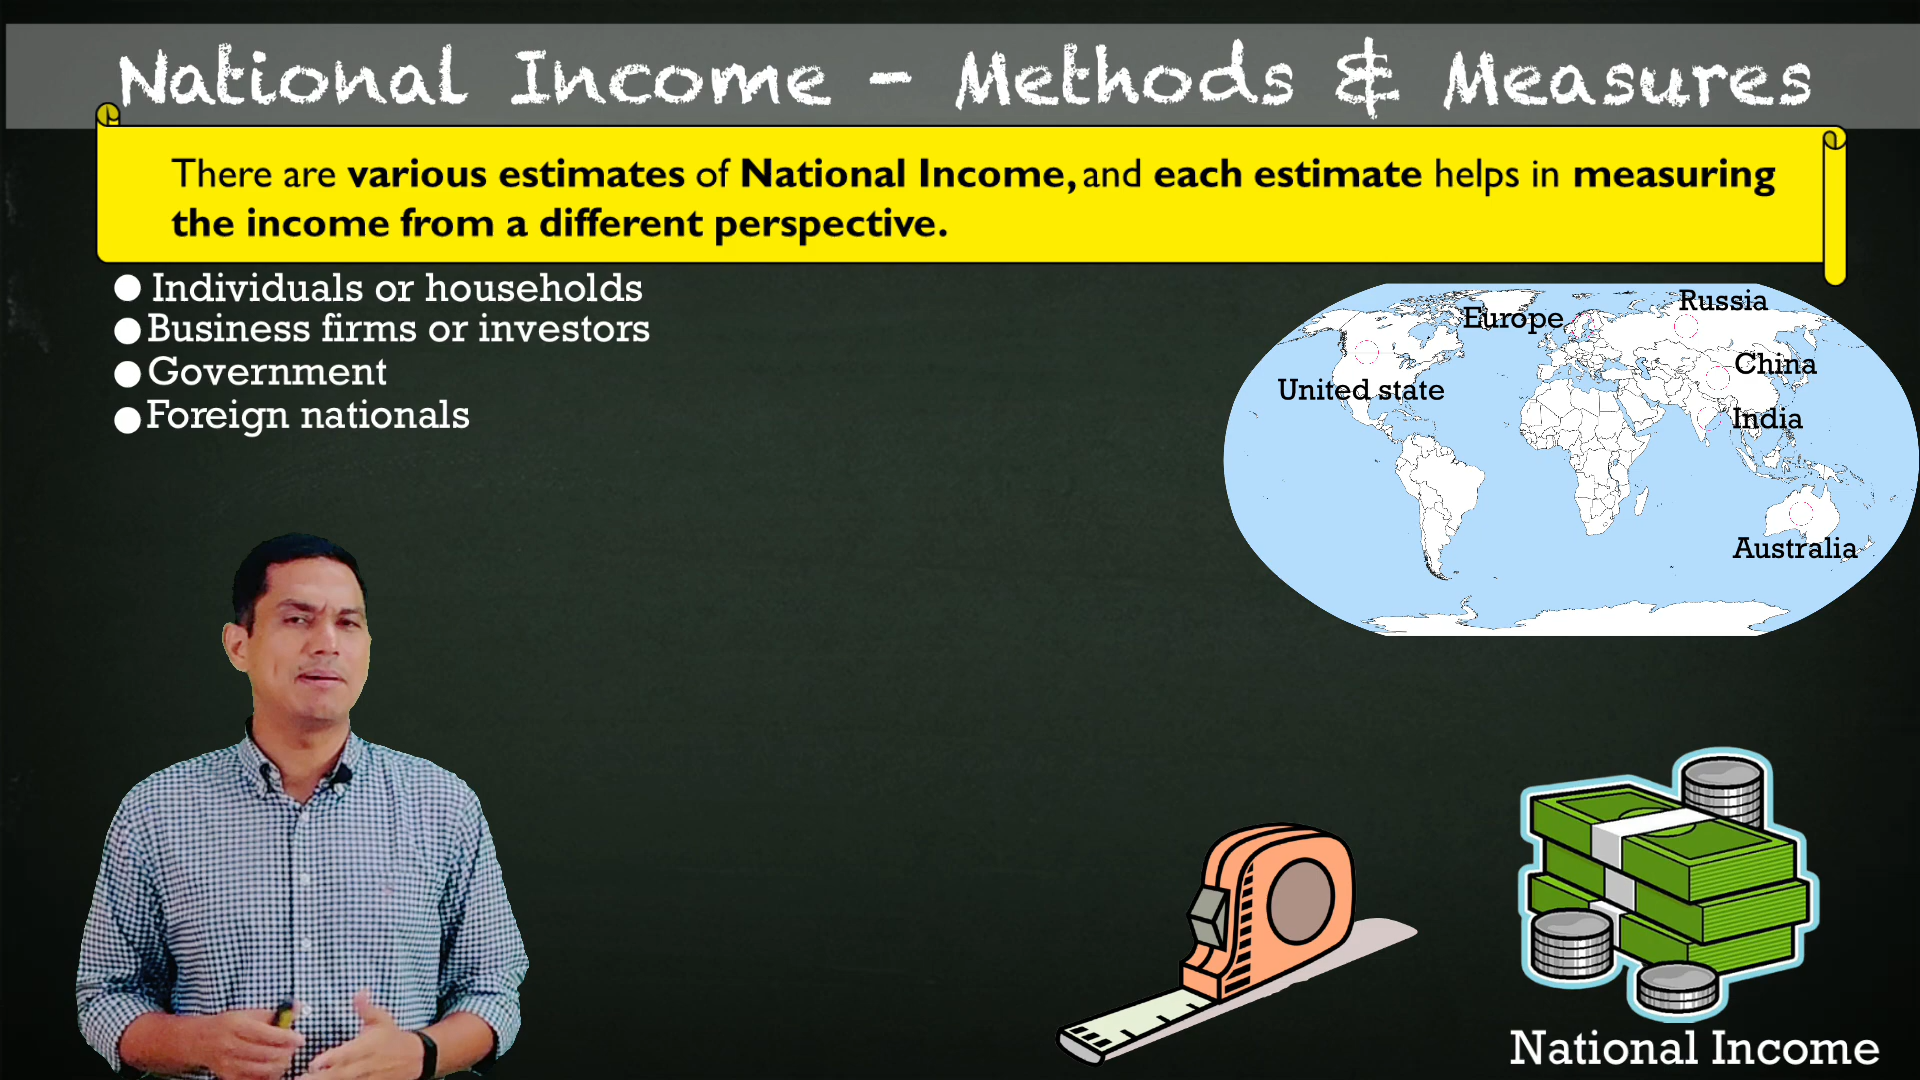 National Income - Methods & Measures
There are various estimates of National Income, and each estimate helps in measuring
the income from a different perspective.
Individuals or households
Business firms or investors
Government
Foreign nationals
Russia
Europe
China
United state
India
Australia
National Income